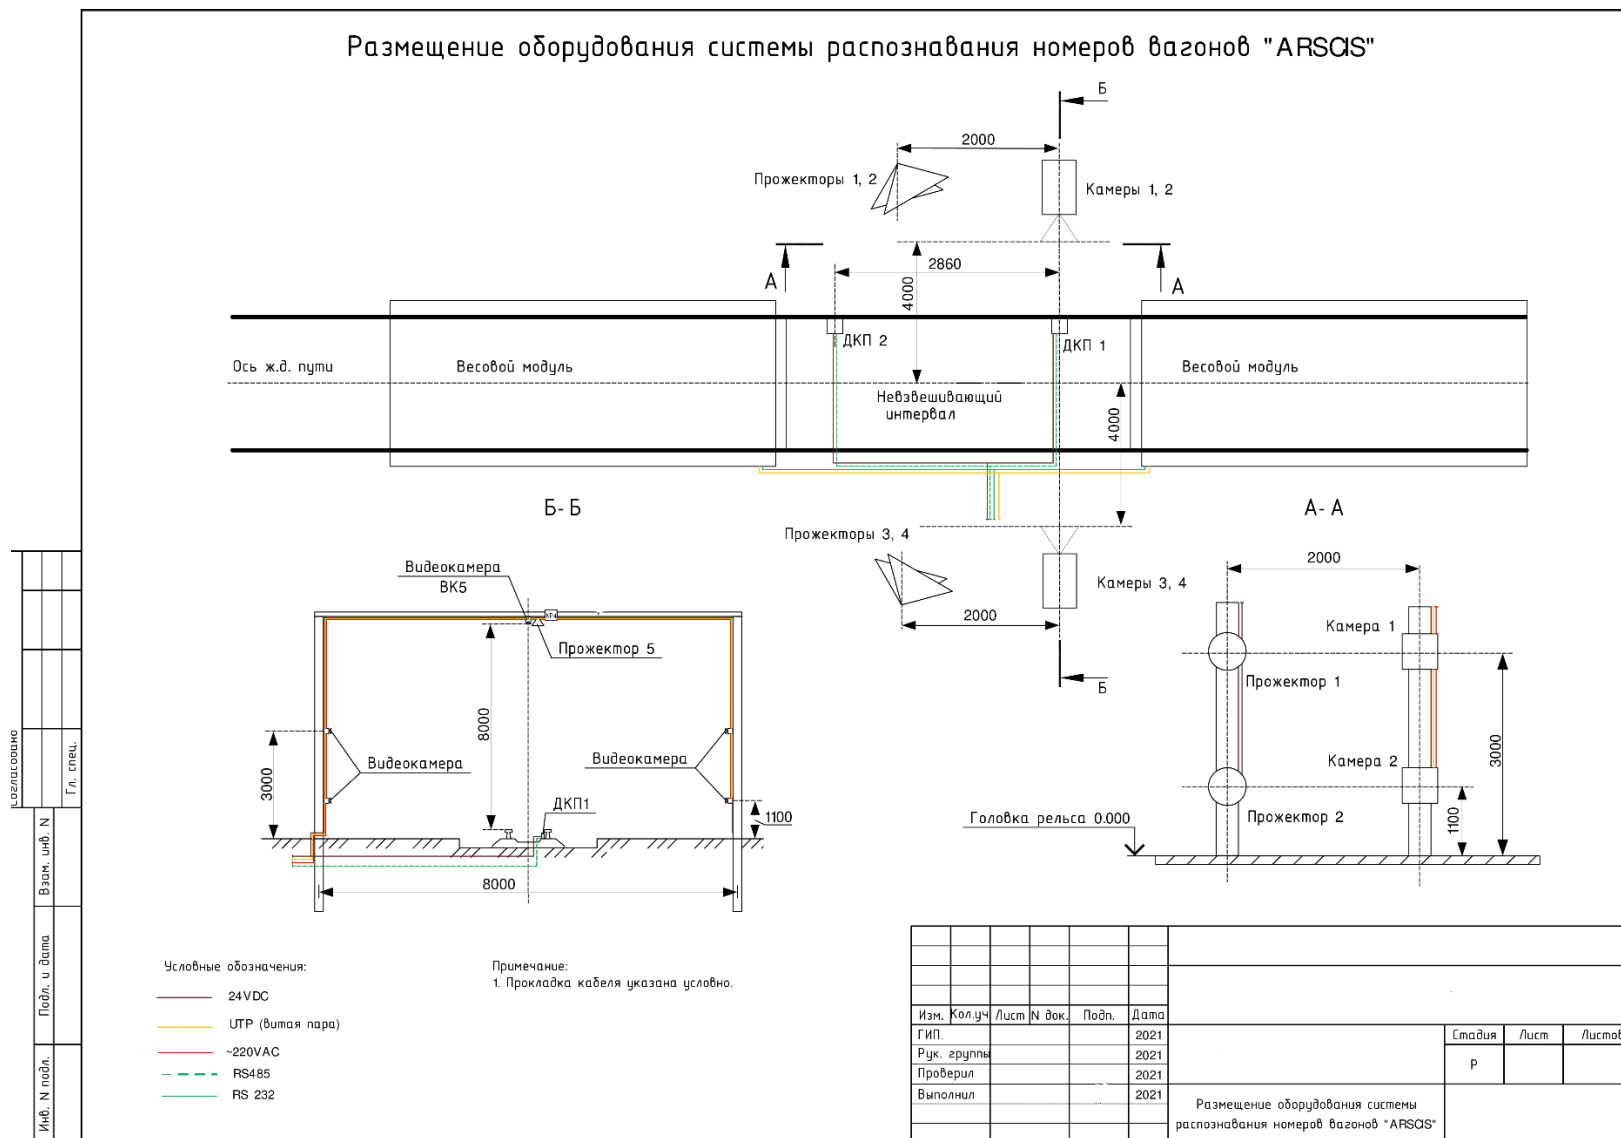 Размещение оборудования системы распознавания номеров вагонов "ARSCIS"
Б
2000
Прожекторы 1, 2
Камеры 1, 2
А
2860
4000
А
ДКП 2
ДКП 1
Ось ж.д. пути
Весовой модуль
Весовой модуль
Невзвешивающий
интервал
4000
Б-Б
А-А
Прожекторы 3, 4
Камеры 3, 4
2000
Б
Видеокамера
ВК5
Прожектор 5
8000
Видеокамера
Видеокамера
3000
ДКП1
1100
8000
2000
Камера 1
Прожектор 1
3000
Камера 2
Прожектор 2
1100
Головка рельса 0.000
Условные обозначения:
24VDC
UTP (витая пара)
~220VAC
RS485
RS 232
Примечание:
1. Прокладка кабеля указана условно.
Согласовано
Гл. спец.
Взам. инв. N
Подл. и дата
Инв. N подл.
Изм. Кол.уч Лист N док. Подп. Дата
ГИП. 2021
Рук. группы 2021
Проверил 2021
Выполнил 2021
Стадия Лист Листов
Р
Размещение оборудования системы
распознавания номеров вагонов "ARSCIS"